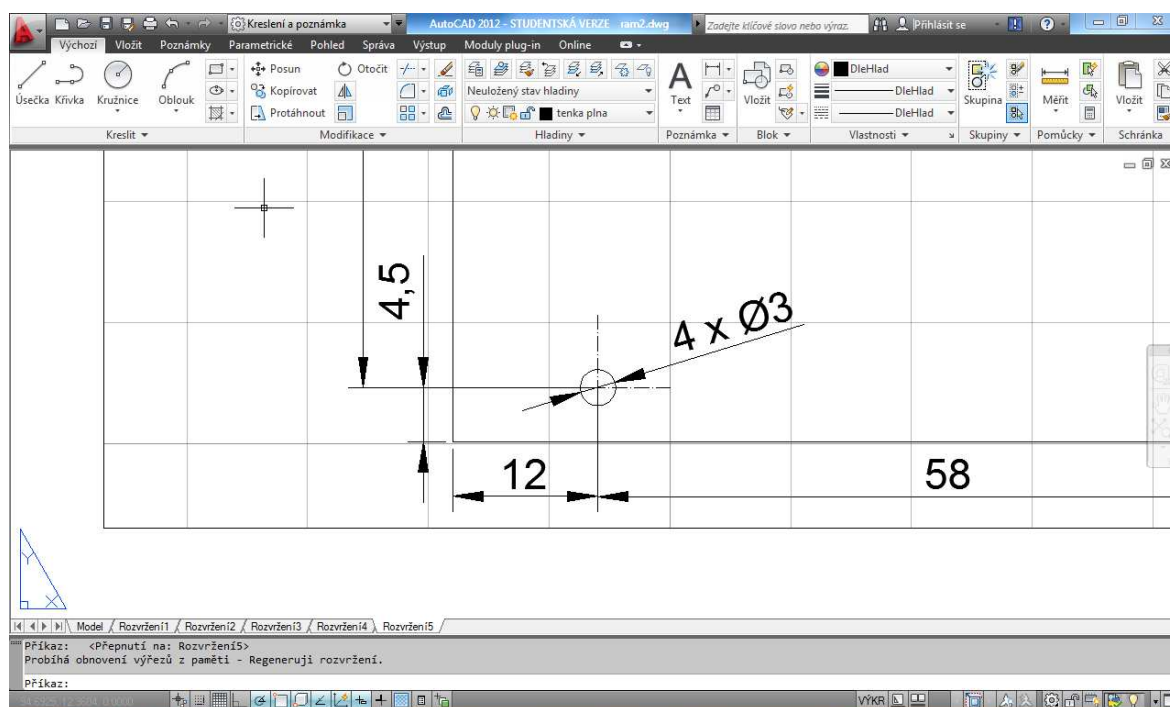 Kreslení a poznámka AutoCAD 2012 - STUDENTSKÁ VERZE ram2.dwg Zadejte klíčové slovo nebo výraz. Přihlásit se
Výchozí Vložit Poznámky Parametrické Pohled Správa Výstup Moduly plug-in Online
Úsečka Křivka Kružnice Oblouk
Posun Otočit
Kopírovat
Protáhnout
Neuložený stav hladiny
tenka plna
Text
Vložit
DleHlad
DleHlad
DleHlad
Skupina
Měřit
Vložit
Kreslit Modifikace Hladiny Poznámka Blok Vlastnosti Skupiny Pomůcky Schránka
4,5
4 x Ø3
12
58
Y
X
Model Rozvržení1 Rozvržení2 Rozvržení3 Rozvržení4 Rozvržení5
Příkaz: <Přepnutí na: Rozvržení5>
Probíhá obnovení výřezů z paměti - Regeneruji rozvržení.
Příkaz:
VÝKR